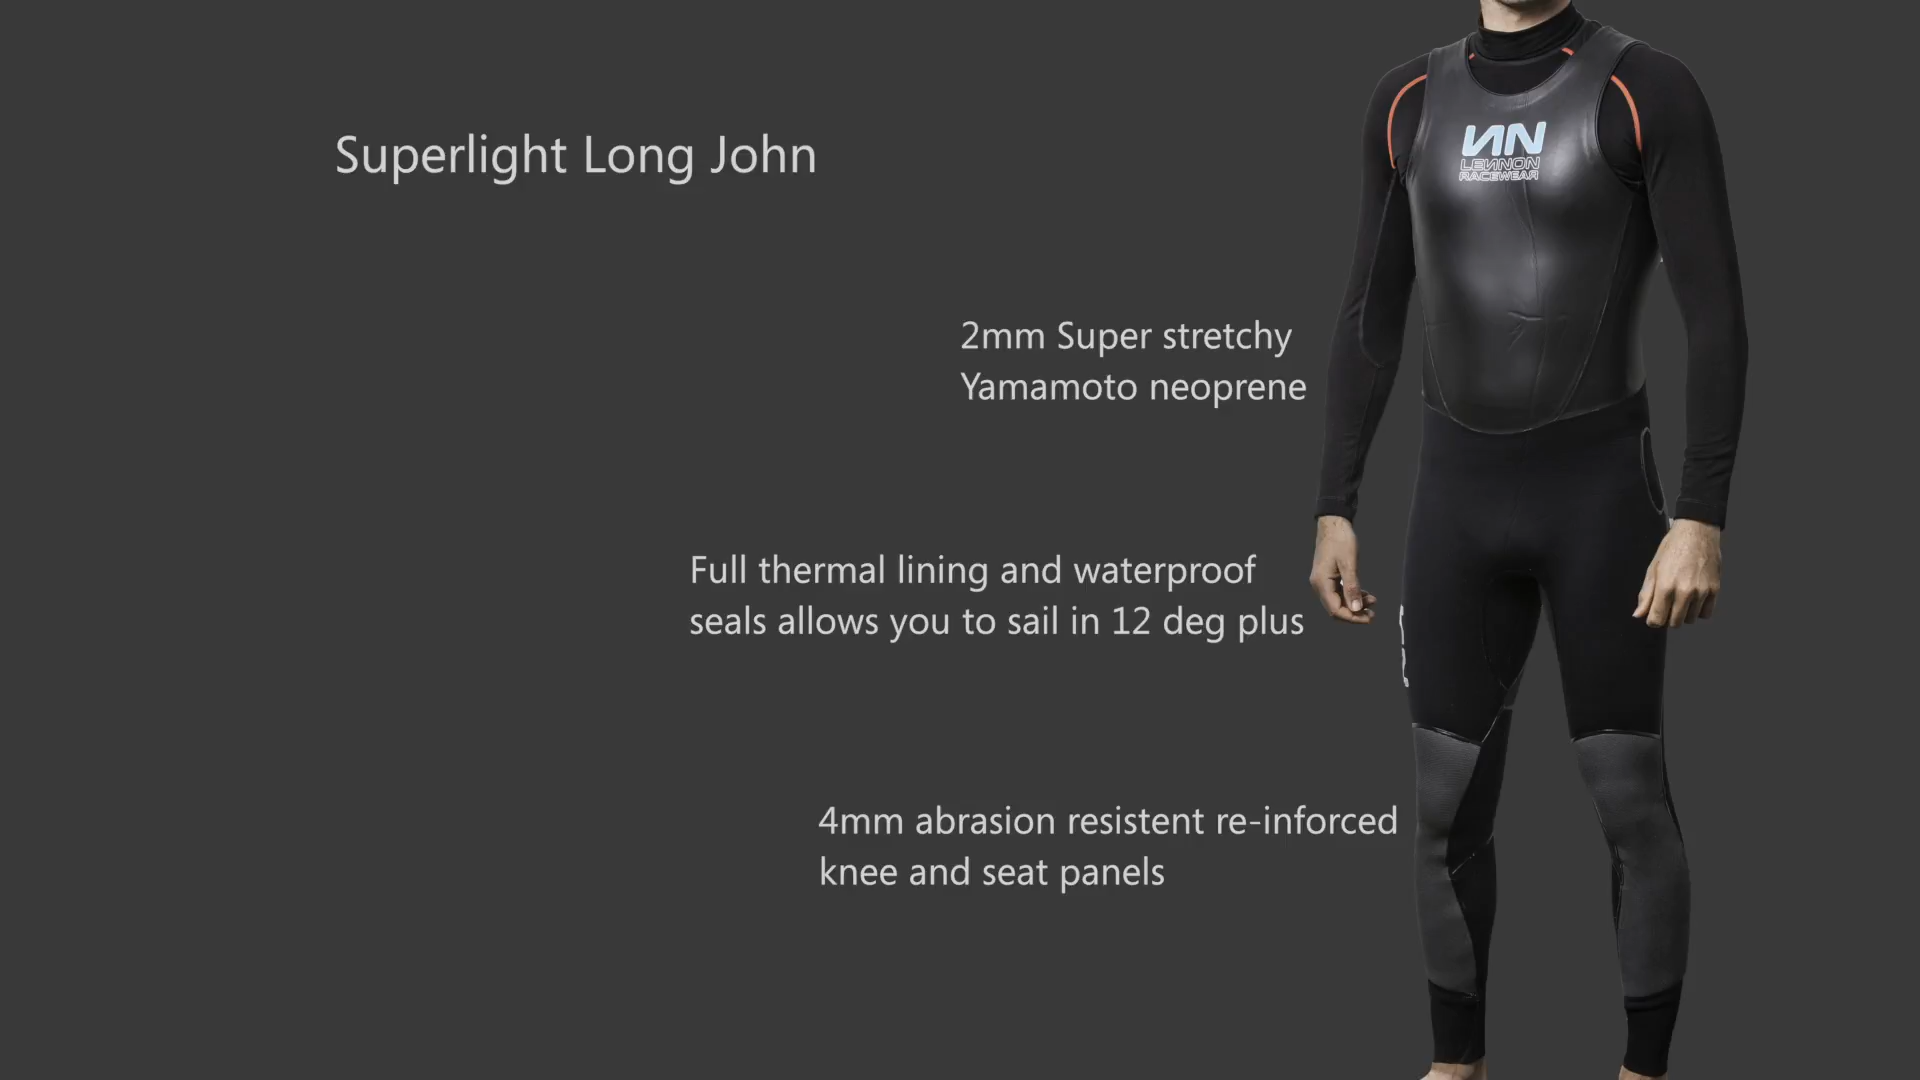 Superlight Long John
NN
LENNON
RACEWEAR
2mm Super stretchy
Yamamoto neoprene
Full thermal lining and waterproof
seals allows you to sail in 12 deg plus
4mm abrasion resistent re-inforced
knee and seat panels